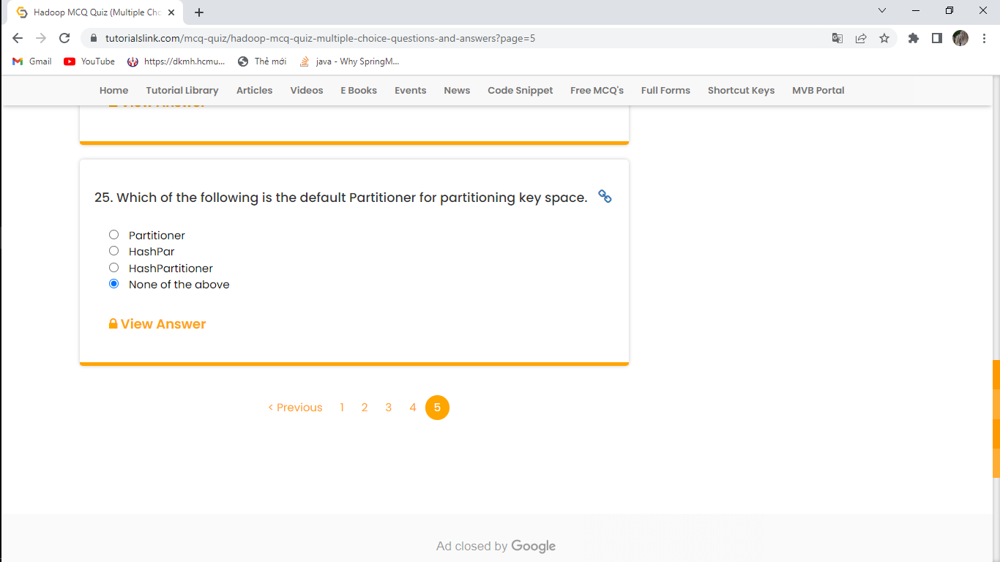 Hadoop MCQ Quiz (Multiple Cho
tutorialslink.com/mcq-quiz/hadoop-mcq-quiz-multiple-choice-questions-and-answers?page=5
Gmail YouTube https://dkmh.hcmu... Thẻ mới java - Why SpringM...
Home Tutorial Library Articles Videos E Books Events News Code Snippet Free MCQ's Full Forms Shortcut Keys MVB Portal
View Answer
25. Which of the following is the default Partitioner for partitioning key space.
Partitioner
HashPar
HashPartitioner
None of the above
View Answer
< Previous 1 2 3 4 5
Ad closed by Google